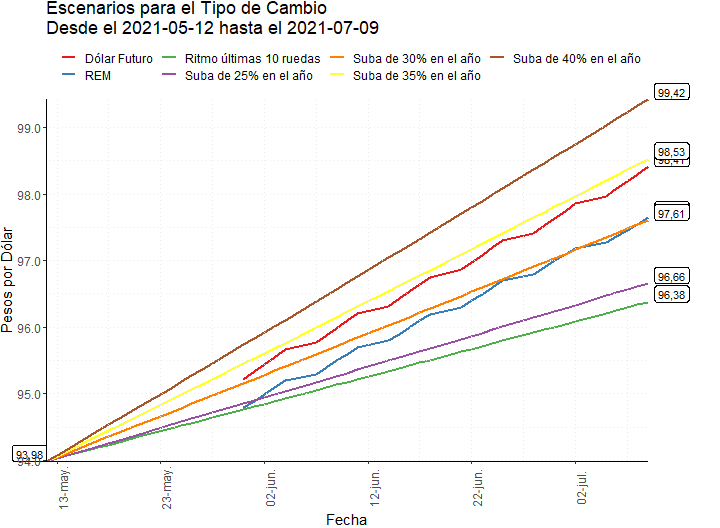 Escenarios para el Tipo de Cambio
Desde el 2021-05-12 hasta el 2021-07-09
Dólar Futuro
Ritmo últimas 10 ruedas
Suba de 30% en el año
Suba de 40% en el año
REM
Suba de 25% en el año
Suba de 35% en el año
99,42
99.0
98,53
98,41
98.0
97,61
97.0
96,66
96,38
96.0
95.0
93,98
94.0
Pesos por Dólar
13-may.
23-may.
02-jun.
12-jun.
22-jun.
02-jul.
Fecha